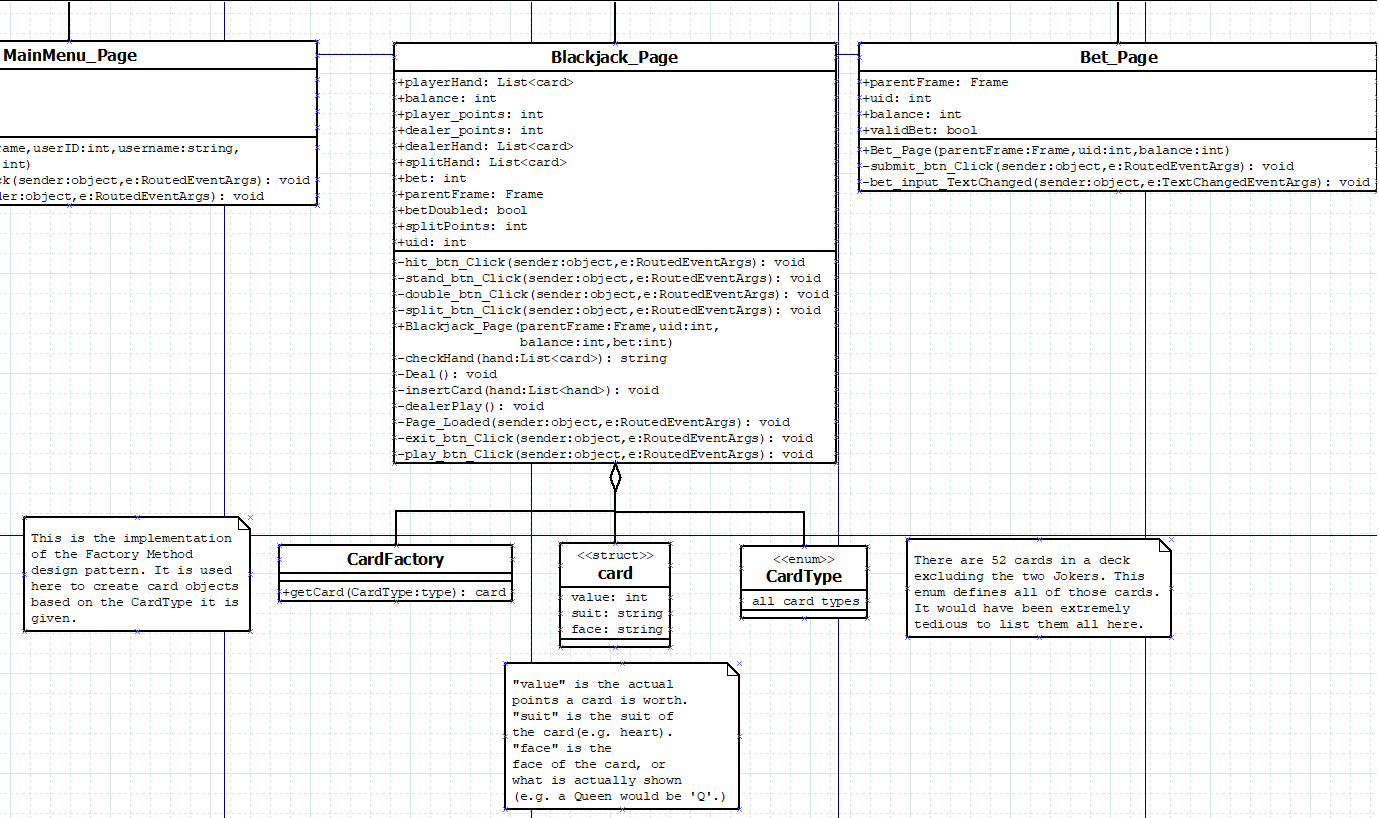 MainMenu_Page
ame,userID:int,username:string,
int)
ck(sender:object,e:RoutedEventArgs): void
er:object,e:RoutedEventArgs): void
Blackjack_Page
+playerHand: List<card>
+balance: int
+player_points: int
+dealer_points: int
+dealerHand: List<card>
+splitHand: List<card>
+bet: int
+parentFrame: Frame
+betDoubled: bool
+splitPoints: int
+uid: int
-hit_btn_Click(sender:object,e:RoutedEventArgs): void
-stand_btn_Click(sender:object,e:RoutedEventArgs): void
-double_btn_Click(sender:object,e:RoutedEventArgs): void
-split_btn_Click(sender:object,e:RoutedEventArgs): void
+Blackjack_Page(parentFrame:Frame,uid:int,
balance:int,bet:int)
-checkHand(hand:List<card>): string
-Deal(): void
-insertCard(hand:List<hand>): void
-dealerPlay(): void
-Page_Loaded(sender:object,e:RoutedEventArgs): void
-exit_btn_Click(sender:object,e:RoutedEventArgs): void
-play_btn_Click(sender:object,e:RoutedEventArgs): void
Bet_Page
+parentFrame: Frame
+uid: int
+balance: int
+validBet: bool
+Bet_Page(parentFrame:Frame,uid:int,balance:int)
-submit_btn_Click(sender:object,e:RoutedEventArgs): void
-bet_input_TextChanged(sender:object,e:TextChangedEventArgs): void
This is the implementation
of the Factory Method
design pattern. It is used
here to create card objects
based on the CardType it is
given.
CardFactory
+getCard(CardType:type): card
<<struct>>
card
value: int
suit: string
face: string
<<enum>>
CardType
all card types
There are 52 cards in a deck
excluding the two Jokers. This
enum defines all of those cards.
It would have been extremely
tedious to list them all here.
"value" is the actual
points a card is worth.
"suit" is the suit of
the card(e.g. heart).
"face" is the
face of the card, or
what is actually shown
(e.g. a Queen would be 'Q'.)